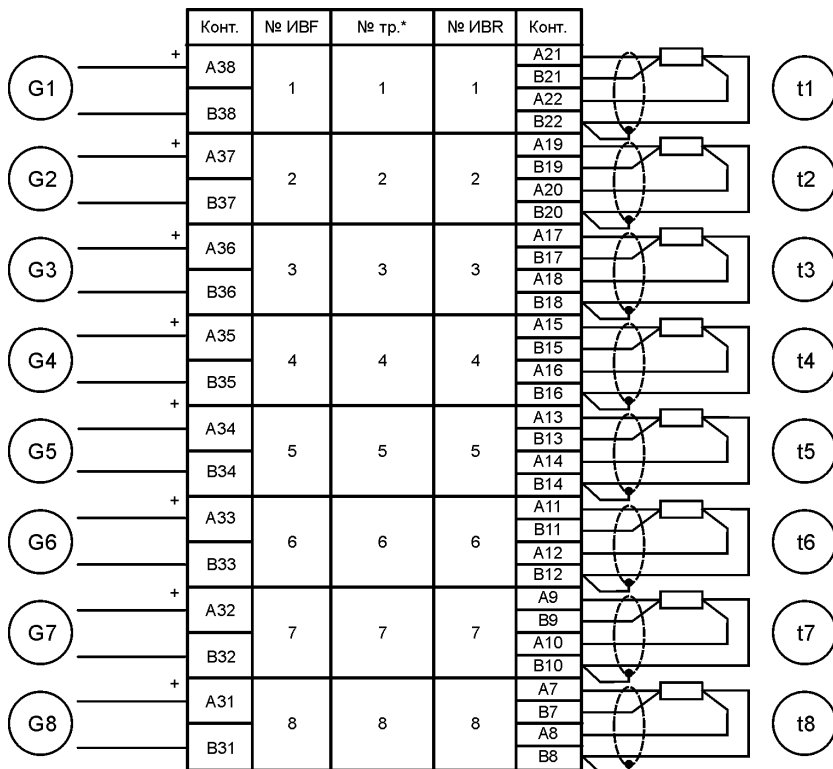 Конт. № ИВF № тр.* № ИВR Конт.
G1 + A38 B38 1 1 1 A21 B21 A22 B22 t1
G2 + A37 B37 2 2 2 A19 B19 A20 B20 t2
G3 + A36 B36 3 3 3 A17 B17 A18 B18 t3
G4 + A35 B35 4 4 4 A15 B15 A16 B16 t4
G5 + A34 B34 5 5 5 A13 B13 A14 B14 t5
G6 + A33 B33 6 6 6 A11 B11 A12 B12 t6
G7 + A32 B32 7 7 7 A9 B9 A10 B10 t7
G8 + A31 B31 8 8 8 A7 B7 A8 B8 t8